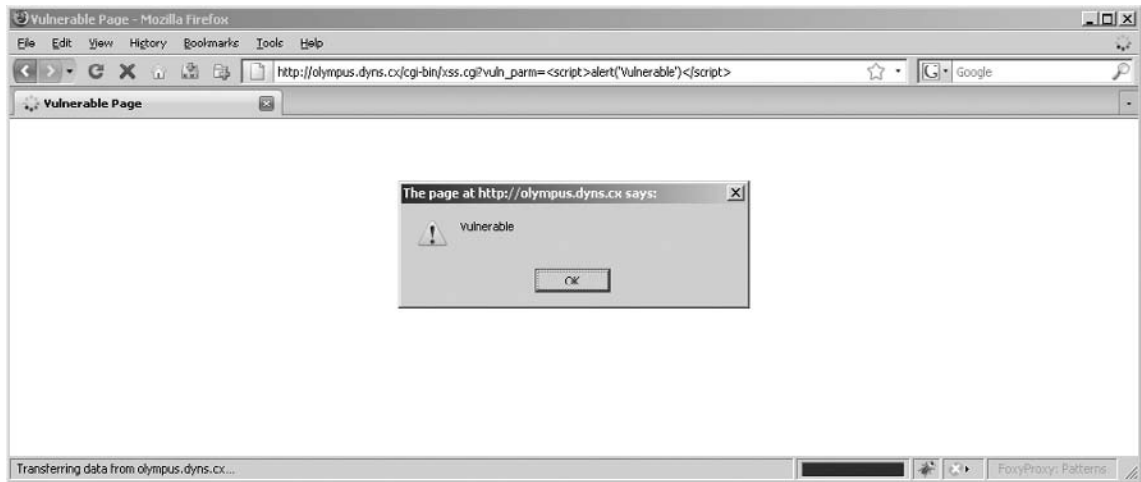 Vulnerable Page - Mozilla Firefox
File Edit View History Bookmarks Tools Help
http://olympus.dyns.cx/cgi-bin/xss.cgi?vuln_parm=<script>alert('Vulnerable')</script>
G Google
Vulnerable Page
The page at http://olympus.dyns.cx says:
Vulnerable
OK
Transferring data from olympus.dyns.cx...
FoxyProxy: Patterns